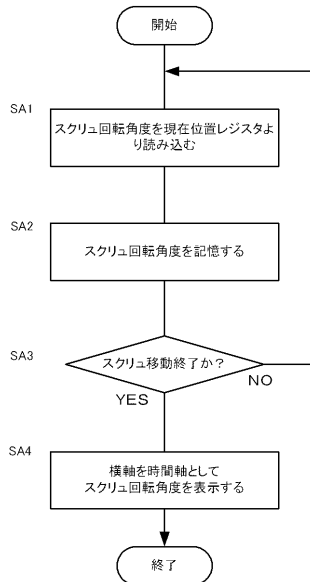 開始
SA1
スクリュ回転角度を現在位置レジスタよ
り読み込む
SA2
スクリュ回転角度を記憶する
SA3
スクリュ移動終了か？
NO
YES
SA4
横軸を時間軸として
スクリュ回転角度を表示する
終了